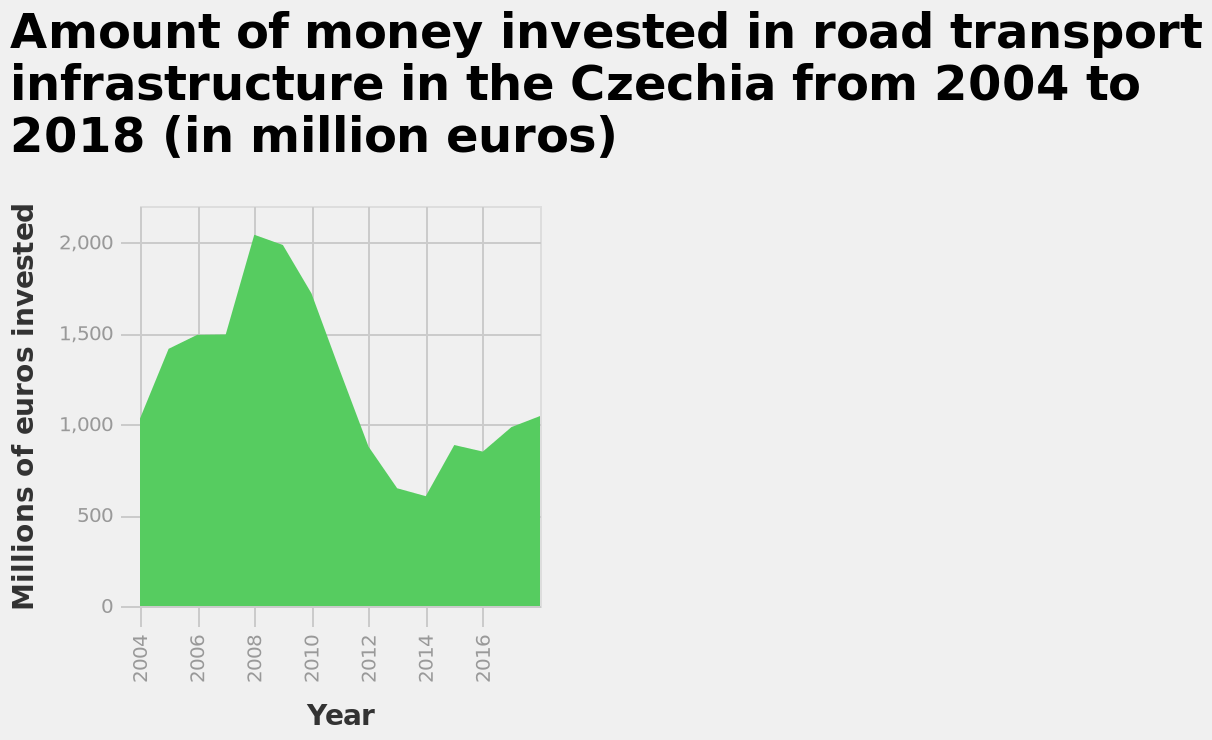 Amount of money invested in road transport
infrastructure in the Czechia from 2004 to
2018 (in million euros)
Millions of euros invested
2,000
1,500
1,000
500
0
2004
2006
2008
2010
2012
2014
2016
Year